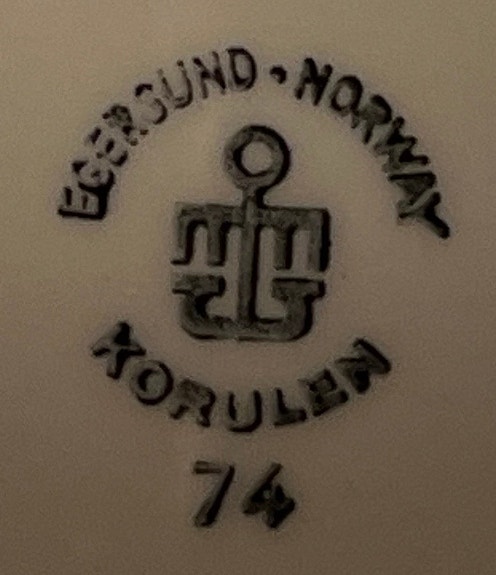 EGERSUND · NORWAY
KORULEN
74